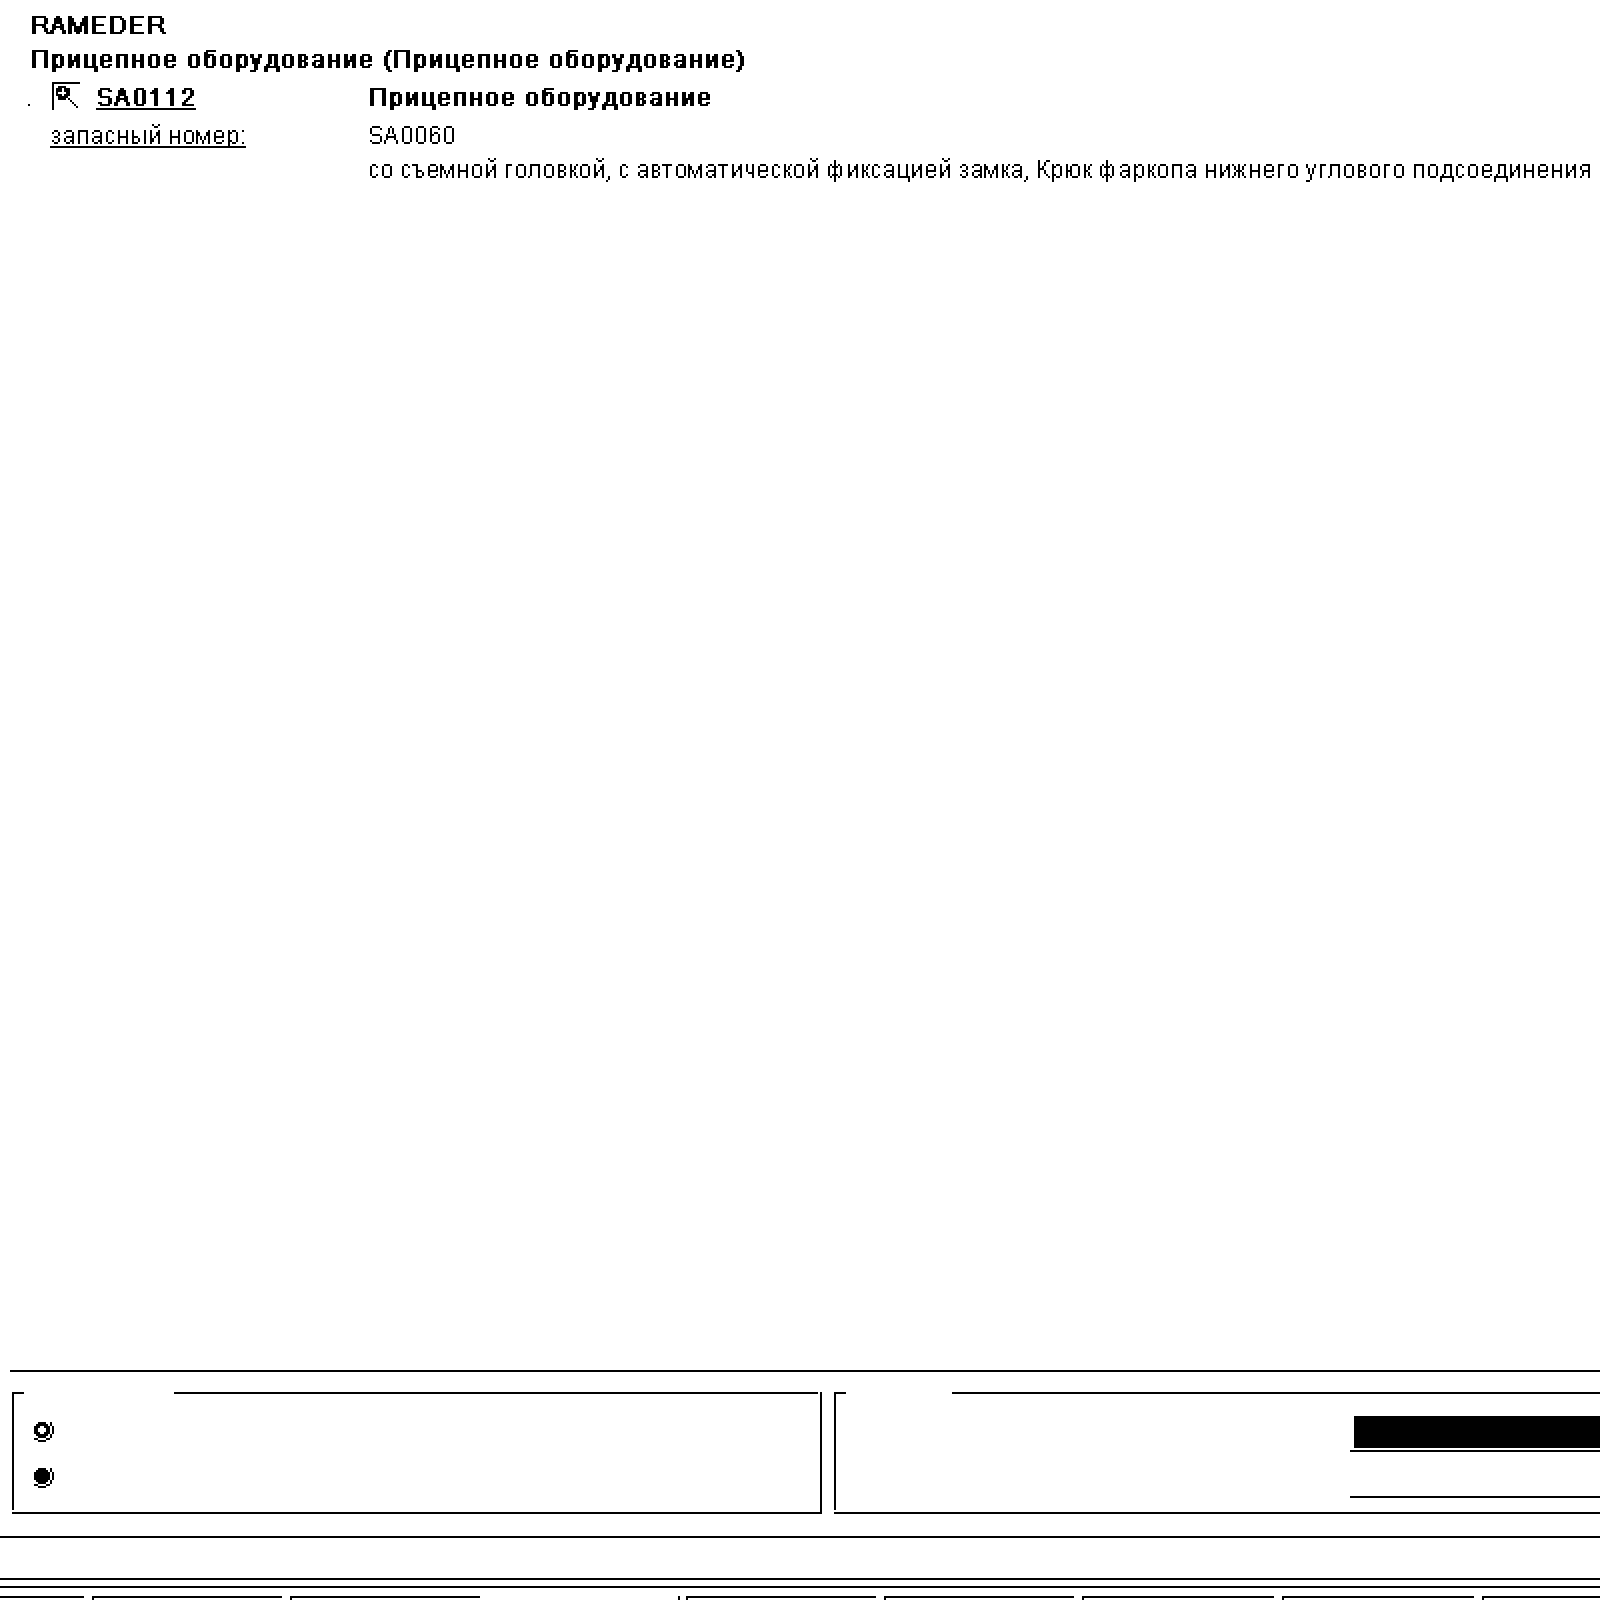 RAMEDER
Прицепное оборудование (Прицепное оборудование)
SA0112 Прицепное оборудование
запасный номер: SA0060
со съемной головкой, с автоматической фиксацией замка, Крюк фаркопа нижнего углового подсоединения